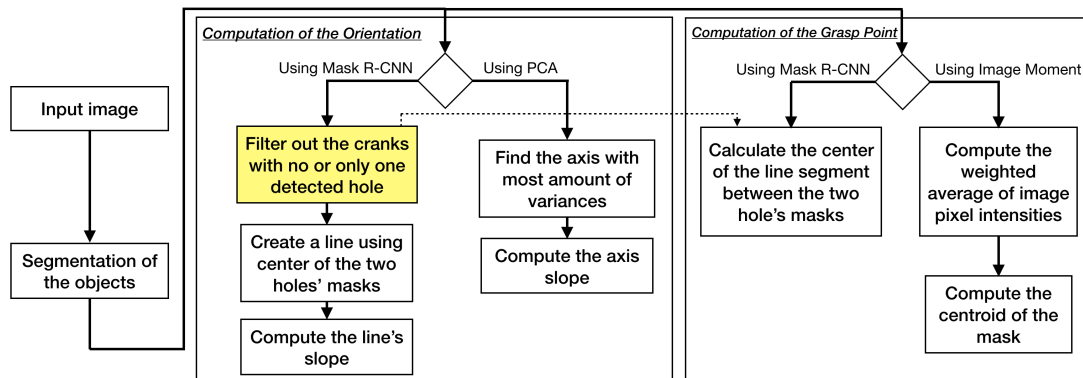 Input image
Segmentation of
the objects
Computation of the Orientation
Using Mask R-CNN
Using PCA
Filter out the cranks
with no or only one
detected hole
Create a line using
center of the two
holes' masks
Compute the line's
slope
Find the axis with
most amount of
variances
Compute the axis
slope
Computation of the Grasp Point
Using Mask R-CNN
Using Image Moment
Calculate the center
of the line segment
between the two
hole's masks
Compute the
weighted
average of image
pixel intensities
Compute the
centroid of the
mask